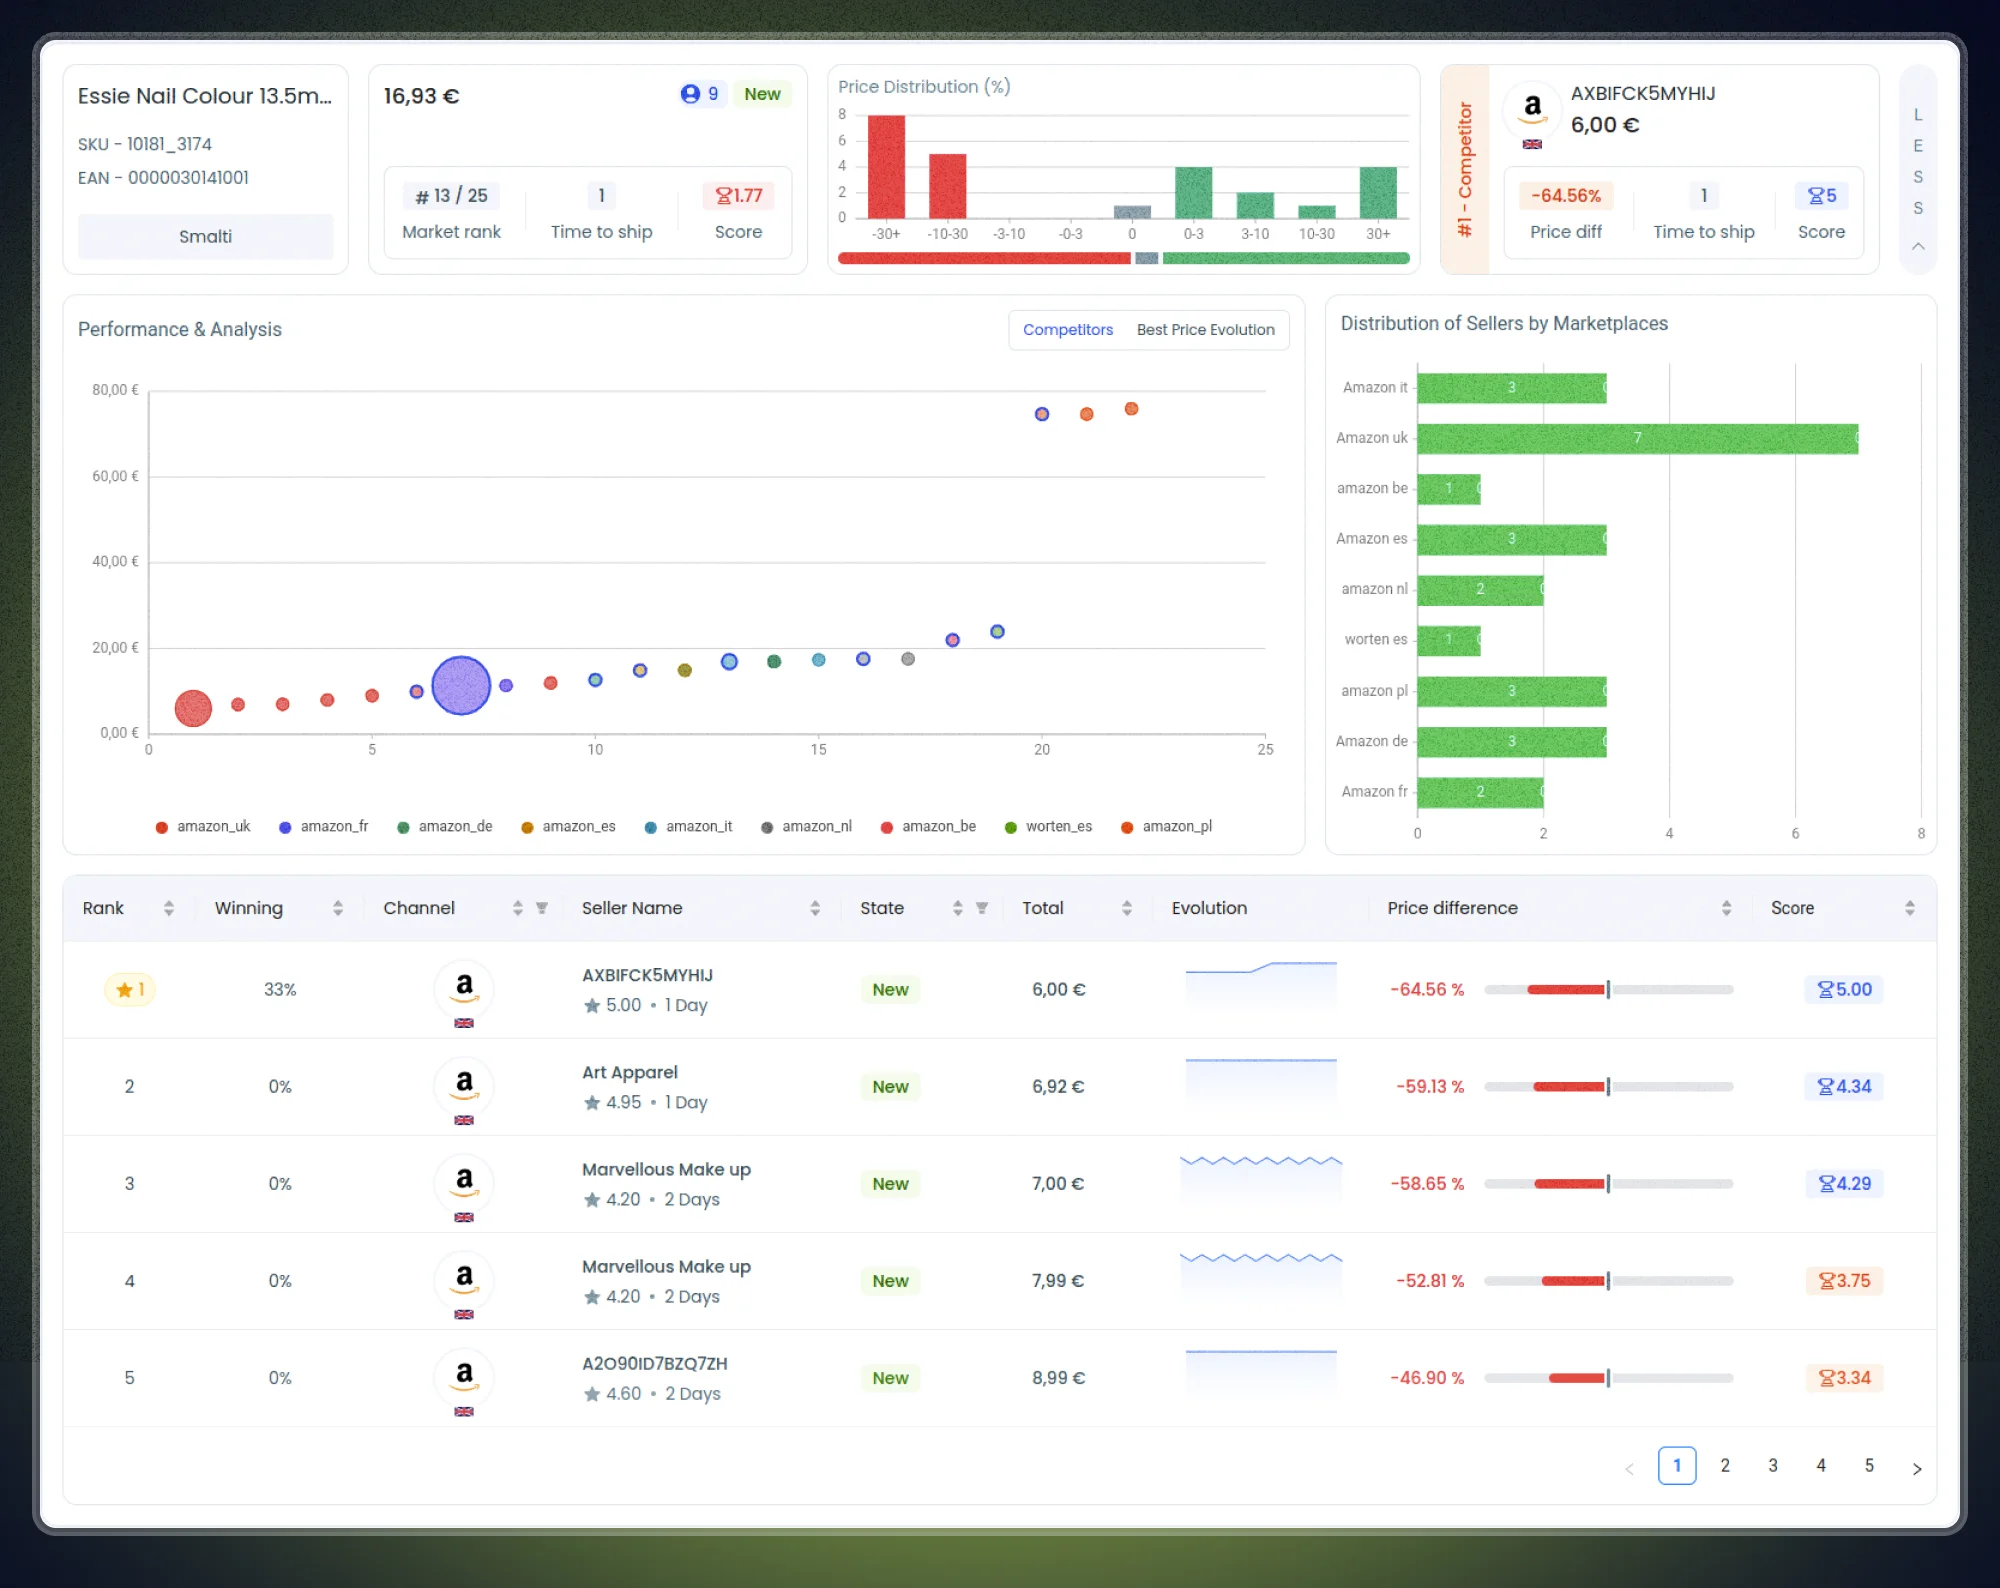 Essie Nail Colour 13.5m...
SKU - 10181_3174
EAN - 0000030141001
Smalti
16,93 €
9
New
# 13 / 25
Market rank
1
Time to ship
1.77
Score
Price Distribution (%)
8
6
4
2
0
-30+ -10-30 -3-10 -0-3 0 0-3 3-10 10-30 30+
#1 - Competitor
a
AXBIFCK5MYHIJ
6,00 €
-64.56%
Price diff
1
Time to ship
5
Score
L
E
S
S
Performance & Analysis
Competitors Best Price Evolution
80,00 €
60,00 €
40,00 €
20,00 €
0,00 €
0 5 10 15 20 25
amazon_uk amazon_fr amazon_de amazon_es amazon_it amazon_nl amazon_be worten_es amazon_pl
Distribution of Sellers by Marketplaces
Amazon it 3
Amazon uk 7
amazon be 1
Amazon es 3
amazon nl 2
worten es 1
amazon pl 3
Amazon de 3
Amazon fr 2
0 2 4 6 8
Rank Winning Channel Seller Name State Total Evolution Price difference Score
1 33% a AXBIFCK5MYHIJ New 6,00 € -64.56 % 5.00
5.00 • 1 Day
2 0% a Art Apparel New 6,92 € -59.13 % 4.34
4.95 • 1 Day
3 0% a Marvellous Make up New 7,00 € -58.65 % 4.29
4.20 • 2 Days
4 0% a Marvellous Make up New 7,99 € -52.81 % 3.75
4.20 • 2 Days
5 0% a A2O90ID7BZQ7ZH New 8,99 € -46.90 % 3.34
4.60 • 2 Days
< 1 2 3 4 5 >